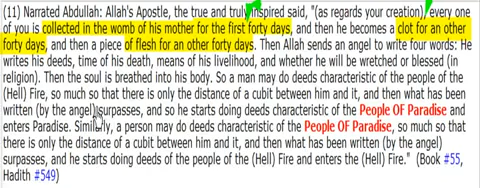 (11) Narrated Abdullah: Allah's Apostle, the true and truly inspired said, "(as regards your creation), every one
of you is collected in the womb of his mother for the first forty days, and then he becomes a clot for an other
forty days, and then a piece of flesh for an other forty days. Then Allah sends an angel to write four words: He
writes his deeds, time of his death, means of his livelihood, and whether he will be wretched or blessed (in
religion). Then the soul is breathed into his body. So a man may do deeds characteristic of the people of the
(Hell) Fire, so much so that there is only the distance of a cubit between him and it, and then what has been
written (by the angel) surpasses, and so he starts doing deeds characteristic of the People OF Paradise and
enters Paradise. Similarly, a person may do deeds characteristic of the People OF Paradise, so much so that
there is only the distance of a cubit between him and it, and then what has been written (by the angel)
surpasses, and he starts doing deeds of the people of the (Hell) Fire and enters the (Hell) Fire." (Book #55,
Hadith #549)